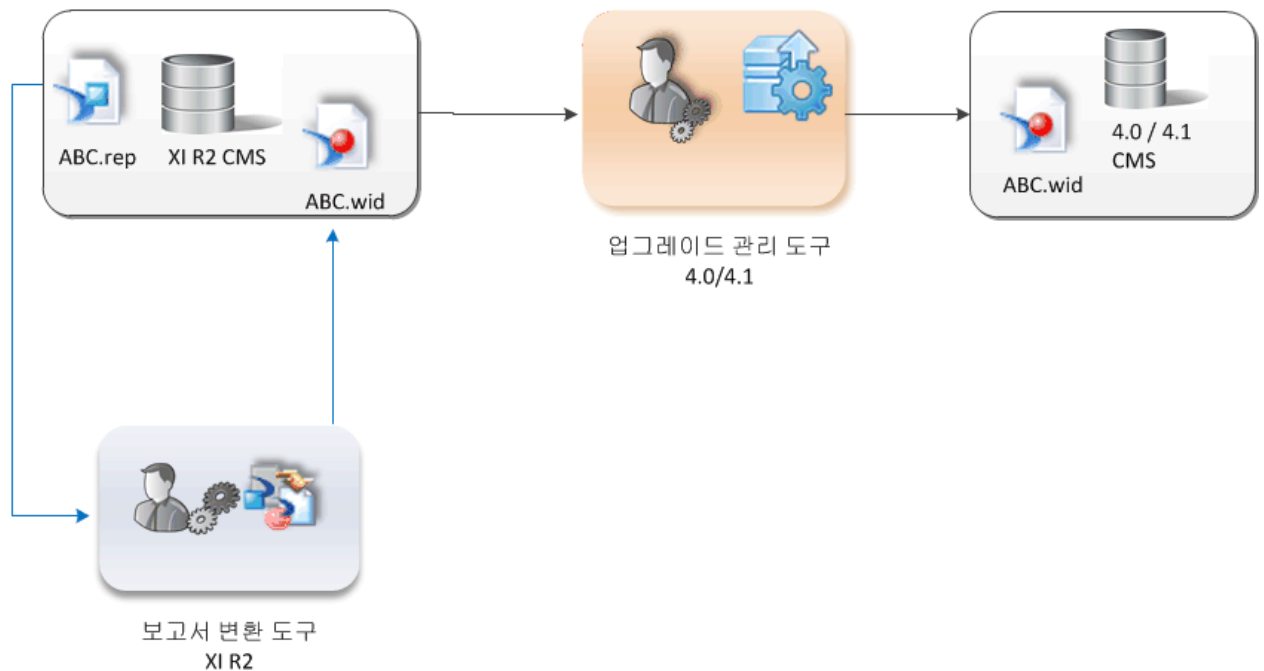 ABC.rep
XI R2 CMS
ABC.wid
업그레이드 관리 도구
4.0/4.1
ABC.wid
4.0 / 4.1
CMS
보고서 변환 도구
XI R2